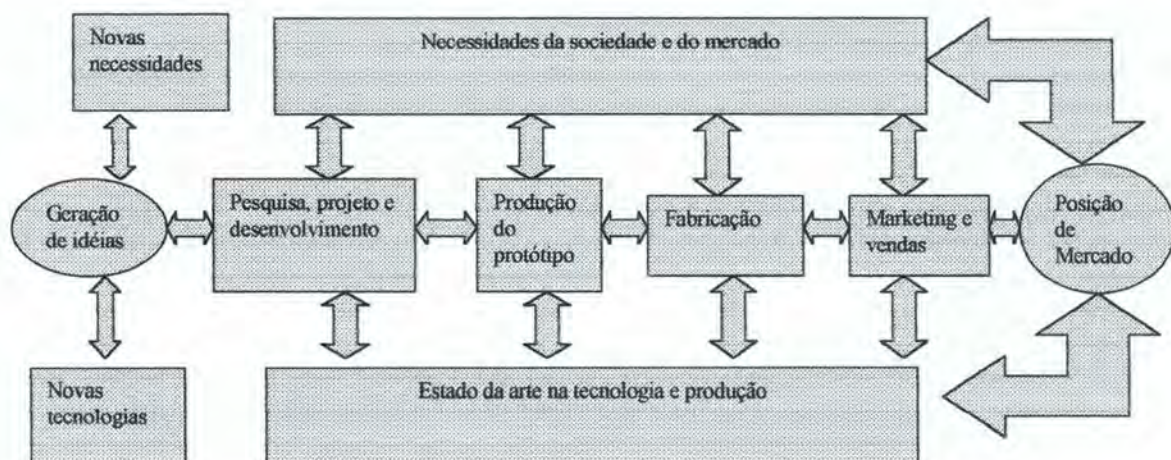 Novas
necessidades
Necessidades da sociedade e do mercado
Geração
de idéias
Pesquisa, projeto e
desenvolvimento
Produção
do
protótipo
Fabricação
Marketing e
vendas
Posição
de
Mercado
Novas
tecnologias
Estado da arte na tecnologia e produção